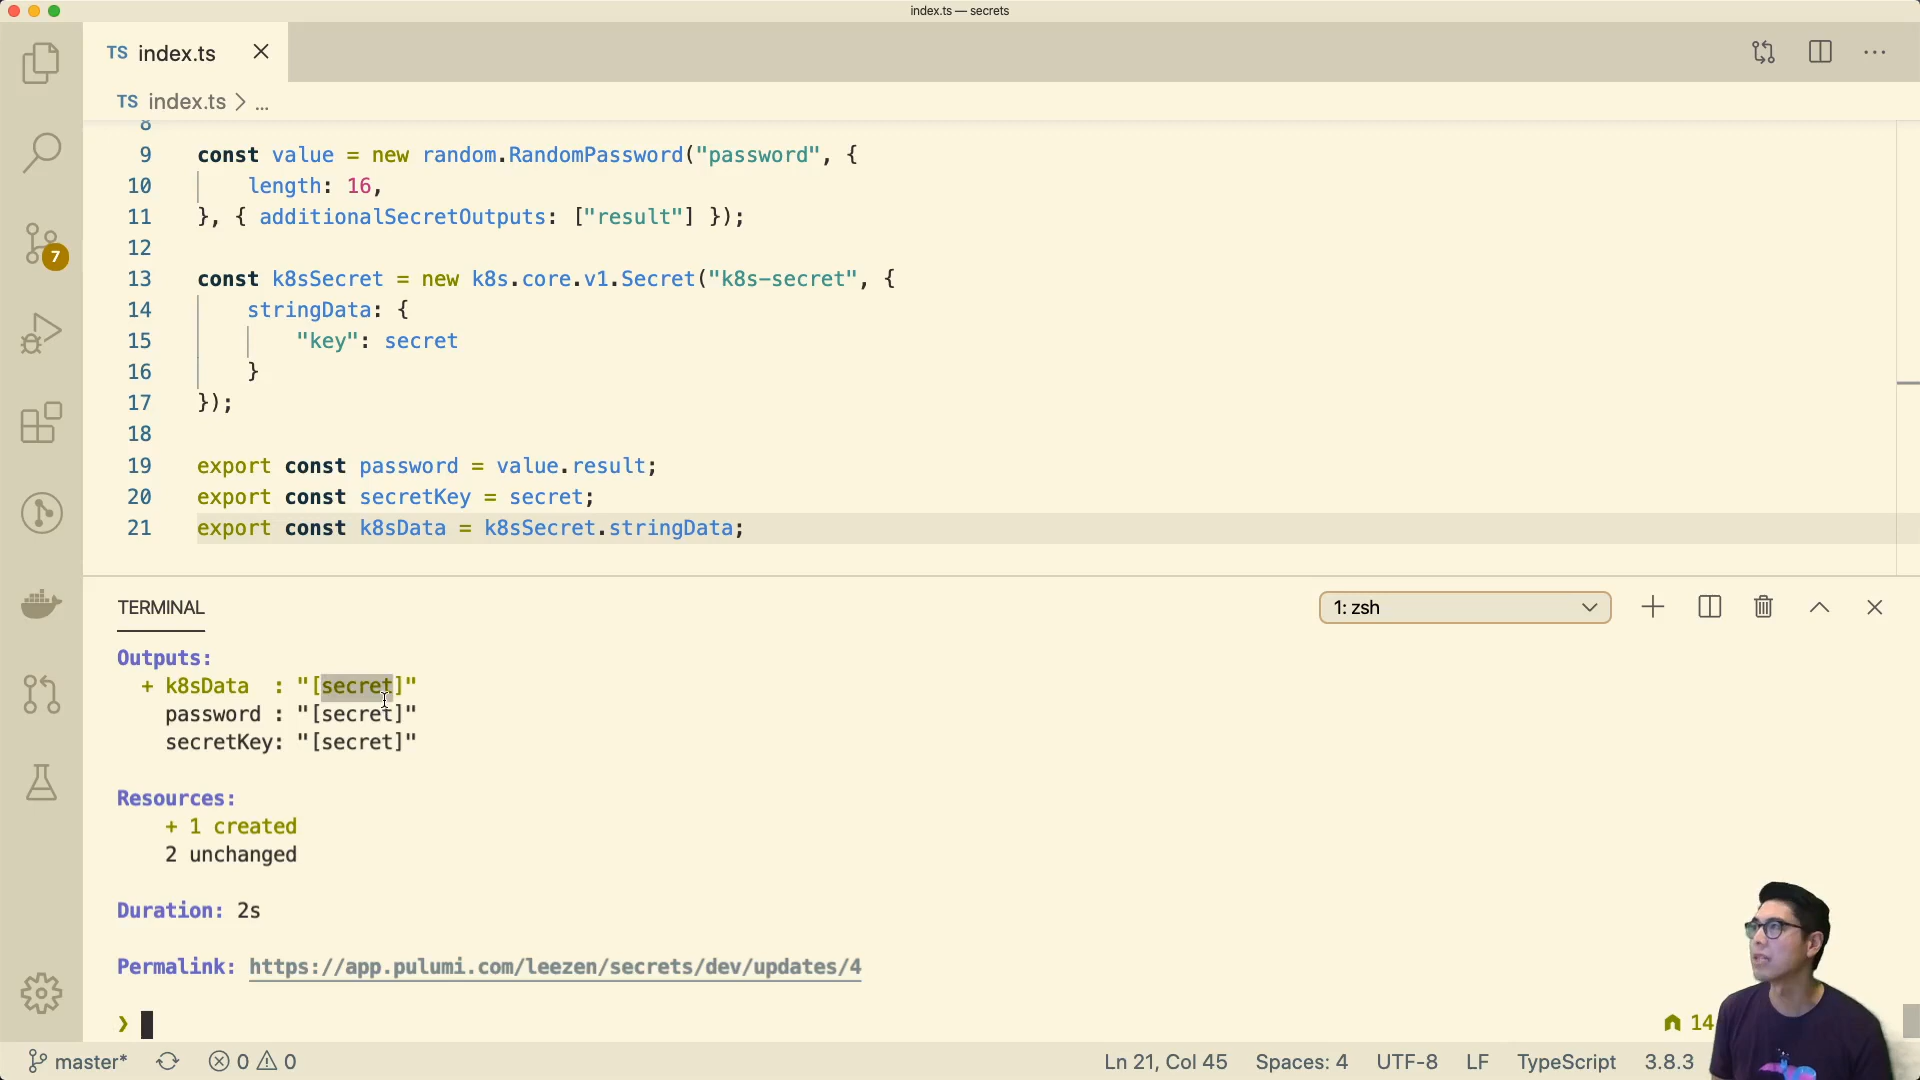 index.ts — secrets
TS index.ts
TS index.ts > ...
8
9 const value = new random.RandomPassword("password", {
10 length: 16,
11 }, { additionalSecretOutputs: ["result"] });
12
13 const k8sSecret = new k8s.core.v1.Secret("k8s-secret", {
14 stringData: {
15 "key": secret
16 }
17 });
18
19 export const password = value.result;
20 export const secretKey = secret;
21 export const k8sData = k8sSecret.stringData;
7
TERMINAL
1: zsh
Outputs:
+ k8sData : "[secret]"
password : "[secret]"
secretKey: "[secret]"
Resources:
+ 1 created
2 unchanged
Duration: 2s
Permalink: https://app.pulumi.com/leezen/secrets/dev/updates/4
❯
14
master* 0 0 Ln 21, Col 45 Spaces: 4 UTF-8 LF TypeScript 3.8.3